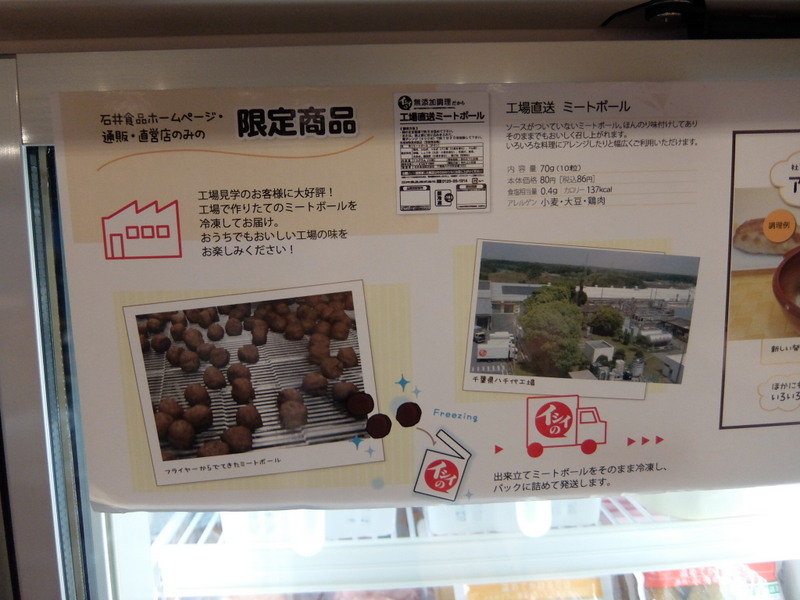 石井食品ホームページ・
通販・直営店のみの
限定商品
工場見学のお客様に大好評！
工場で作りたてのミートボールを
冷凍してお届け。
おうちでもおいしい工場の味を
お楽しみください！
無添加調理だから
工場直送ミートボール
工場直送 ミートボール
ソースがついていないミートボール。ほんのり味付けしてあり
そのままでもおいしく召し上がれます。
いろいろな料理にアレンジしたりと幅広くご利用いただけます。
内 容 量 70g（10粒）
本体価格 80円 [税込86円]
食塩相当量 0.4g カロリー 137kcal
アレルゲン 小麦・大豆・鶏肉
調理例
フライヤーからでてきたミートボール
千葉県八千代工場
Freezing
イシイの
イシイの
出来立てミートボールをそのまま冷凍し、
パックに詰めて発送します。
ほかにも
いろいろ